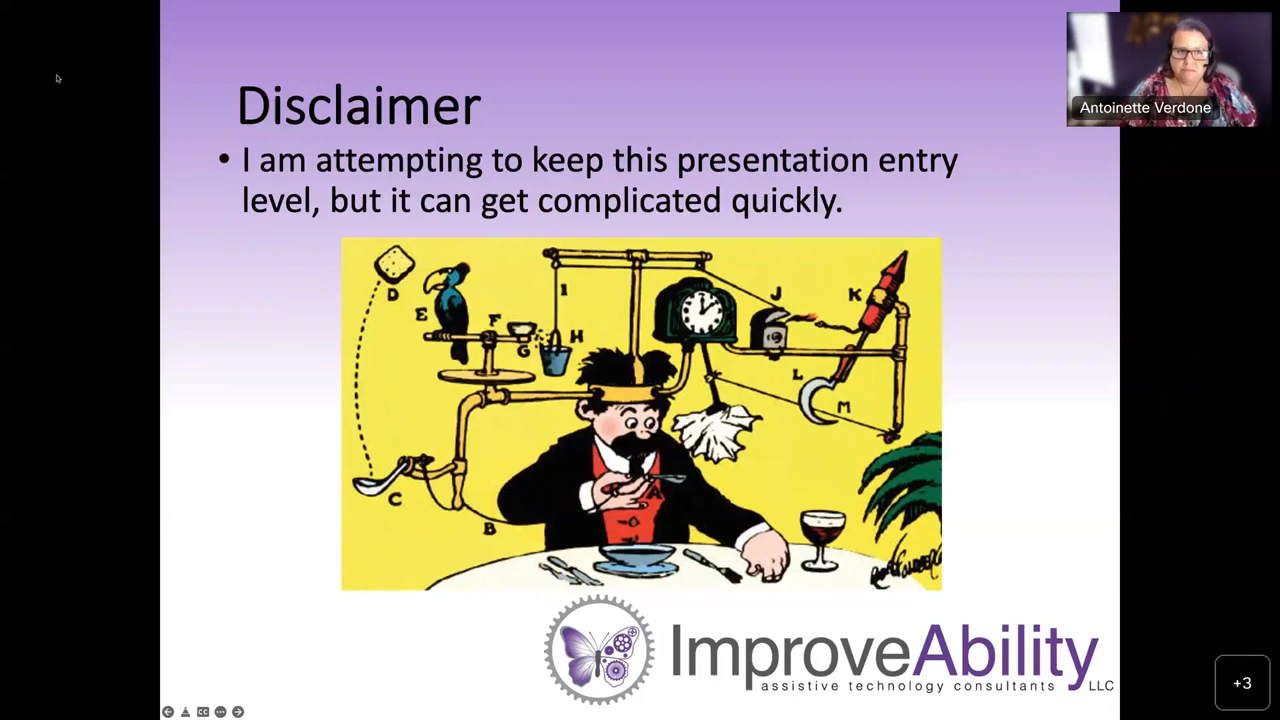 Disclaimer
• I am attempting to keep this presentation entry
level, but it can get complicated quickly.
Antoinette Verdone
D
E
F
G
H
I
J
K
L
M
C
B
A
ImproveAbility
assistive technology consultants LLC
CC
+3